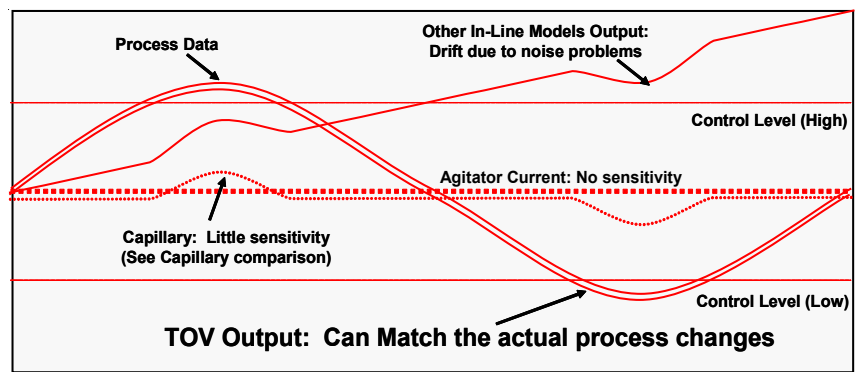 Process Data
Other In-Line Models Output:
Drift due to noise problems
Control Level (High)
Agitator Current: No sensitivity
Capillary: Little sensitivity
(See Capillary comparison)
Control Level (Low)
TOV Output: Can Match the actual process changes